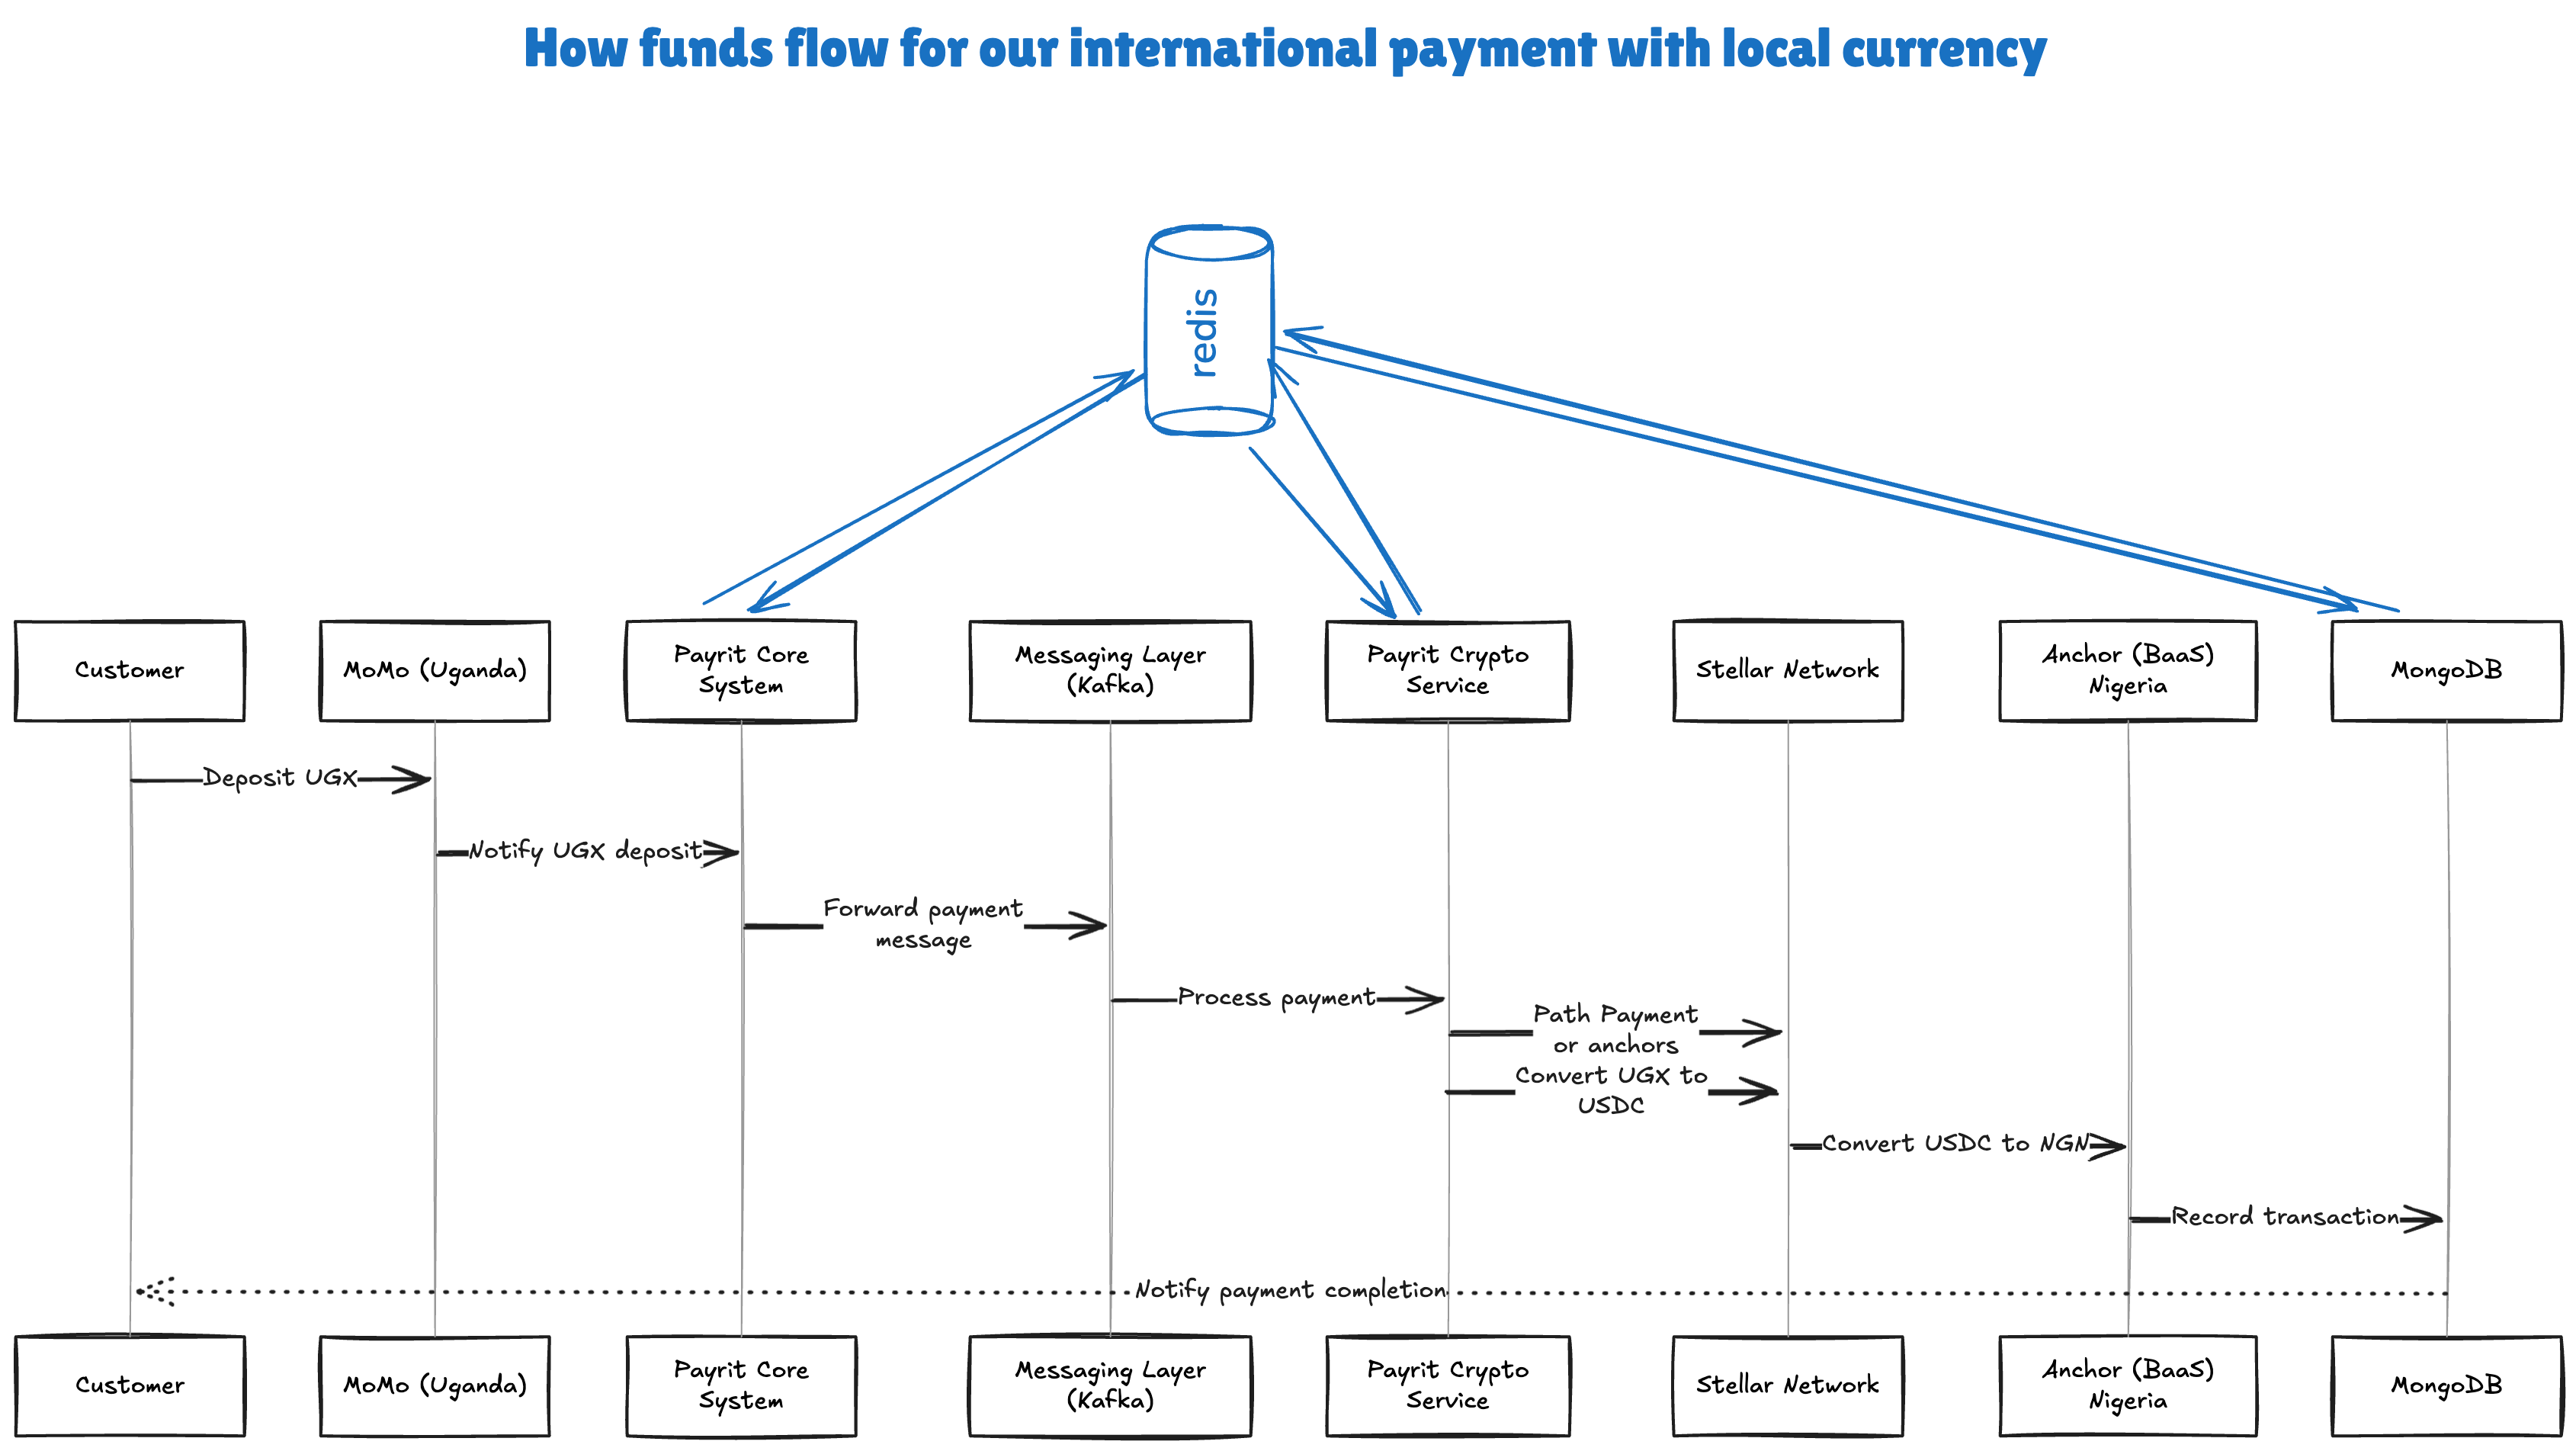 How funds flow for our international payment with local currency
redis
Customer
MoMo (Uganda)
Payrit Core
System
Messaging Layer
(Kafka)
Payrit Crypto
Service
Stellar Network
Anchor (BaaS)
Nigeria
MongoDB
Deposit UGX
Notify UGX deposit
Forward payment
message
Process payment
Path Payment
or anchors
Convert UGX to
USDC
Convert USDC to NGN
Record transaction
Notify payment completion
Customer
MoMo (Uganda)
Payrit Core
System
Messaging Layer
(Kafka)
Payrit Crypto
Service
Stellar Network
Anchor (BaaS)
Nigeria
MongoDB